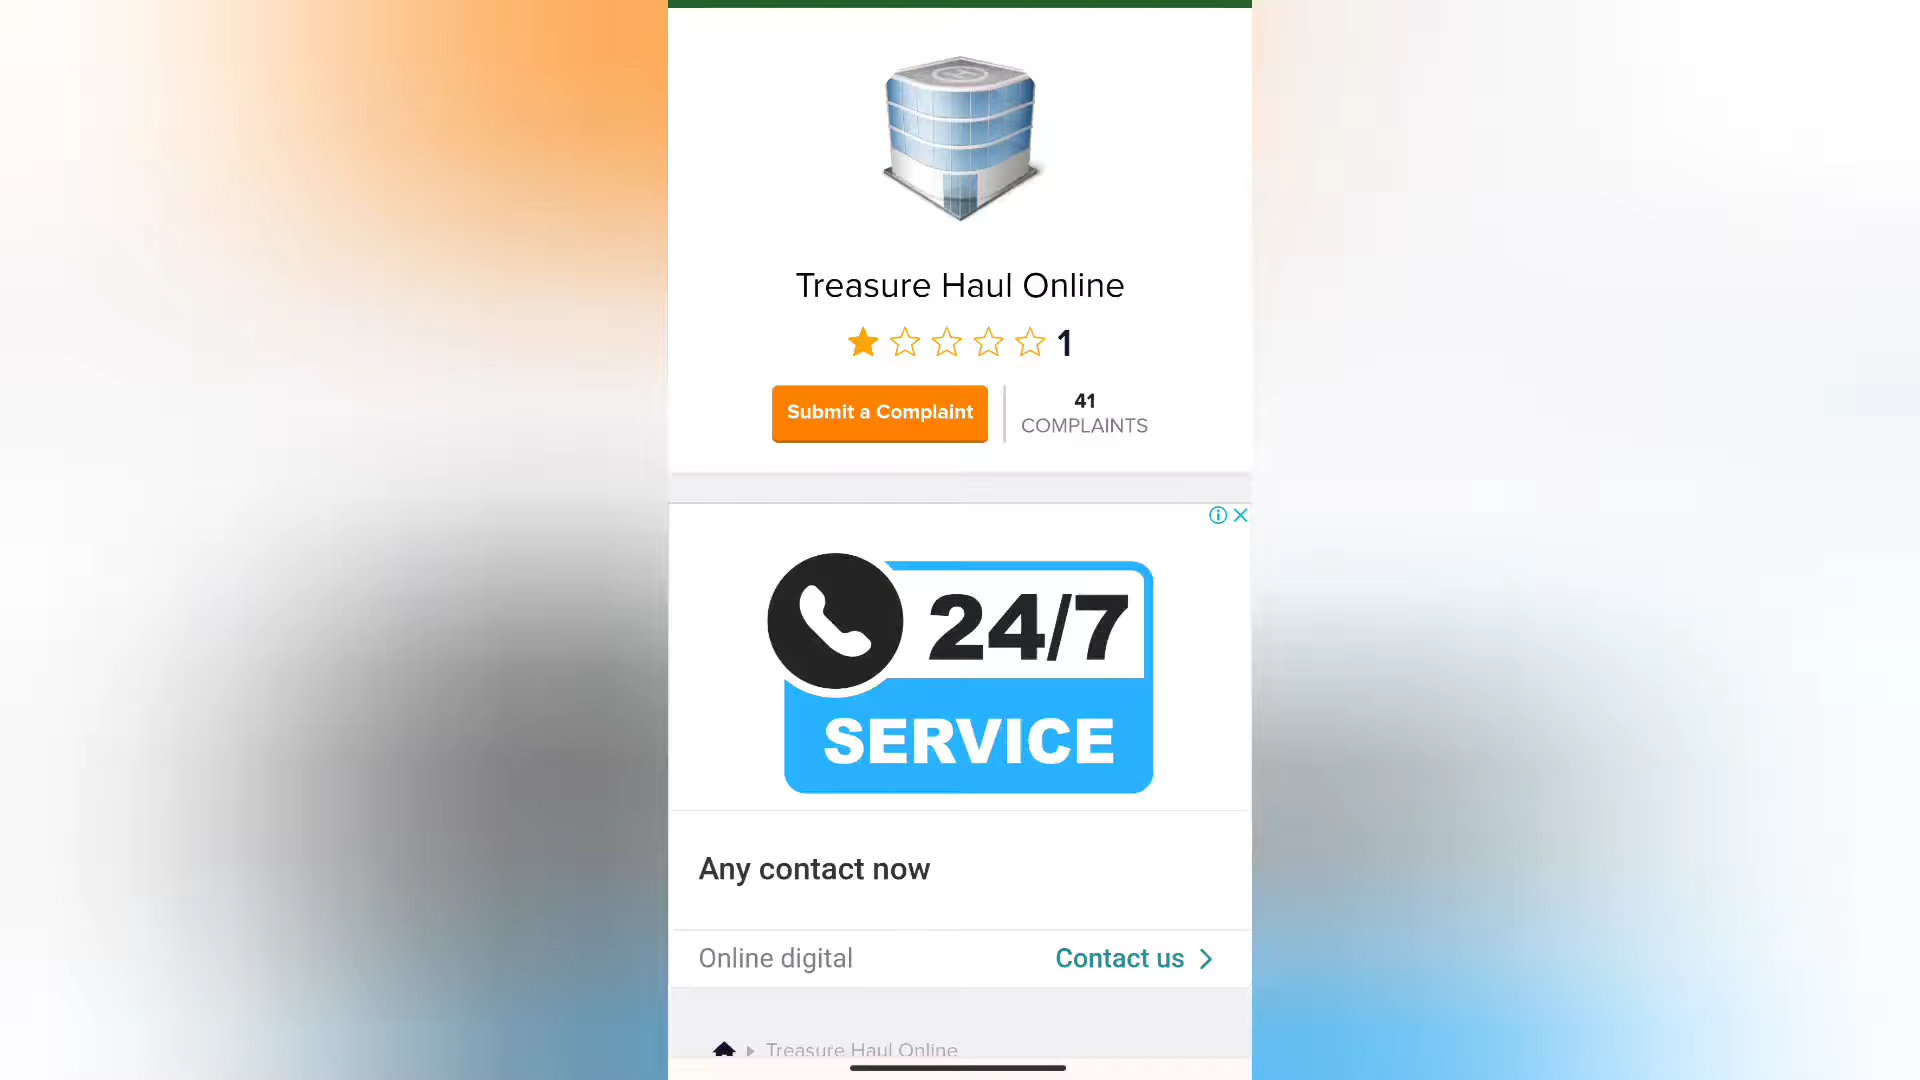 Treasure Haul Online
1
Submit a Complaint
41
COMPLAINTS
24/7
SERVICE
Any contact now
Online digital
Contact us
Treasure Haul Online